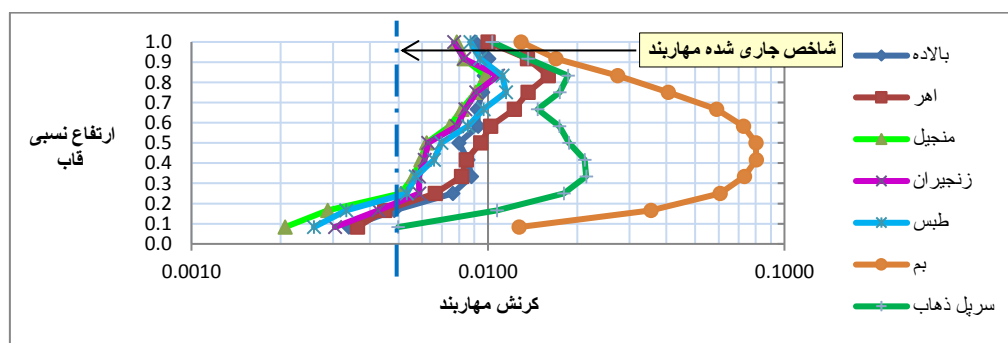 1.0
0.9
0.8
0.7
0.6
0.5
0.4
0.3
0.2
0.1
0.0
ارتفاع نسبی
قاب
شاخص جاری شده مهاربند
0.0010
0.0100
0.1000
کرنش مهاربند
بالاده
اهر
منجیل
زنجیران
طبس
بم
سرپل ذهاب